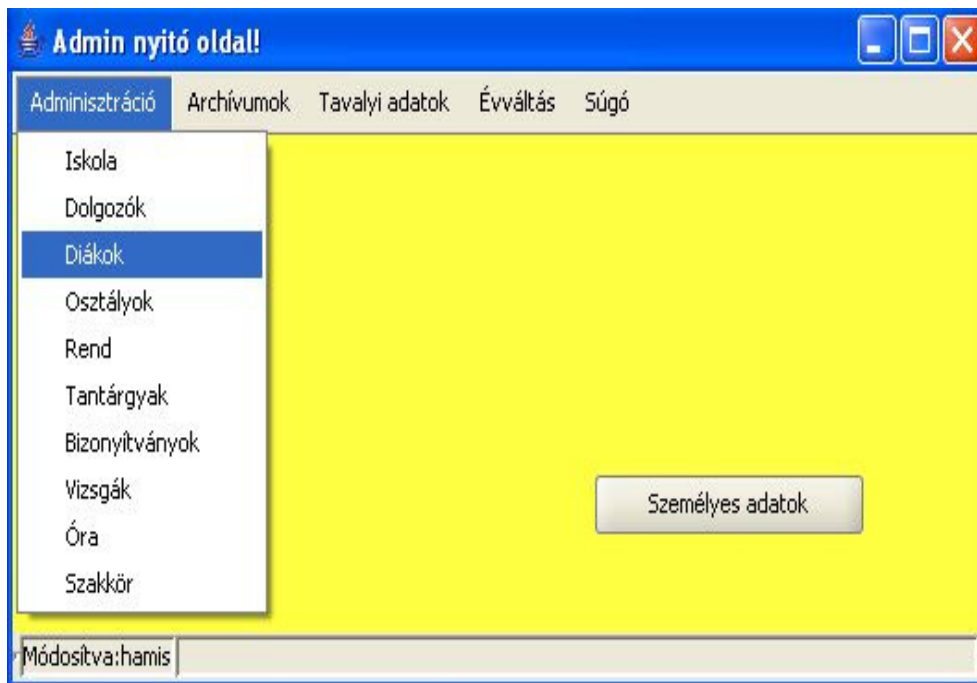 Admin nyitó oldal!
Adminisztráció Archívumok Tavalyi adatok Évváltás Súgó
Iskola
Dolgozók
Diákok
Osztályok
Rend
Tantárgyak
Bizonyítványok
Vizsgák
Óra
Szakkör
Személyes adatok
Módosítva:hamis